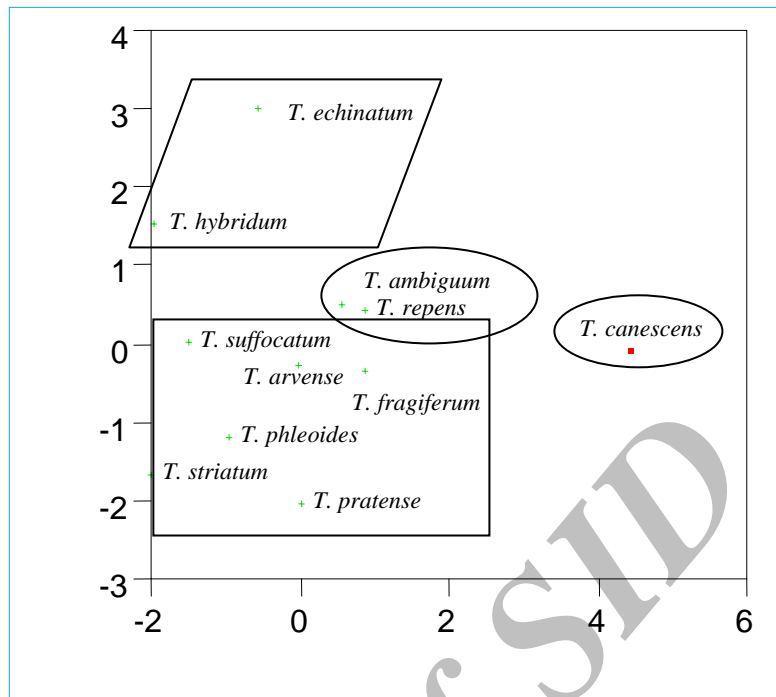 4
3
T. echinatum
2
T. hybridum
1
T. ambiguum
T. repens
T. canescens
0
T. suffocatum
T. arvense
T. fragiferum
-1
T. phleoides
T. striatum
-2
T. pratense
-3
-2 0 2 4 6
of SID